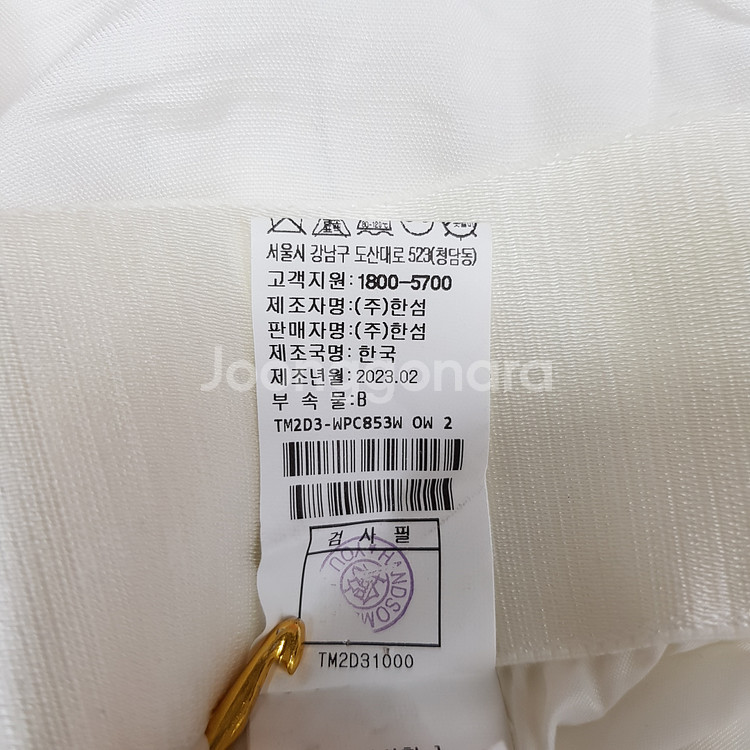 서울시 강남구 도산대로 523(청담동)
고객지원: 1800-5700
제조자명:(주)한섬
판매자명:(주)한섬
제조국명: 한국
제조년월: 2023.02
부 속 물:B
TM2D3-WPC853W OW 2
검 사 필
HANDSOME
YOU
TM2D31000
Joonggonara